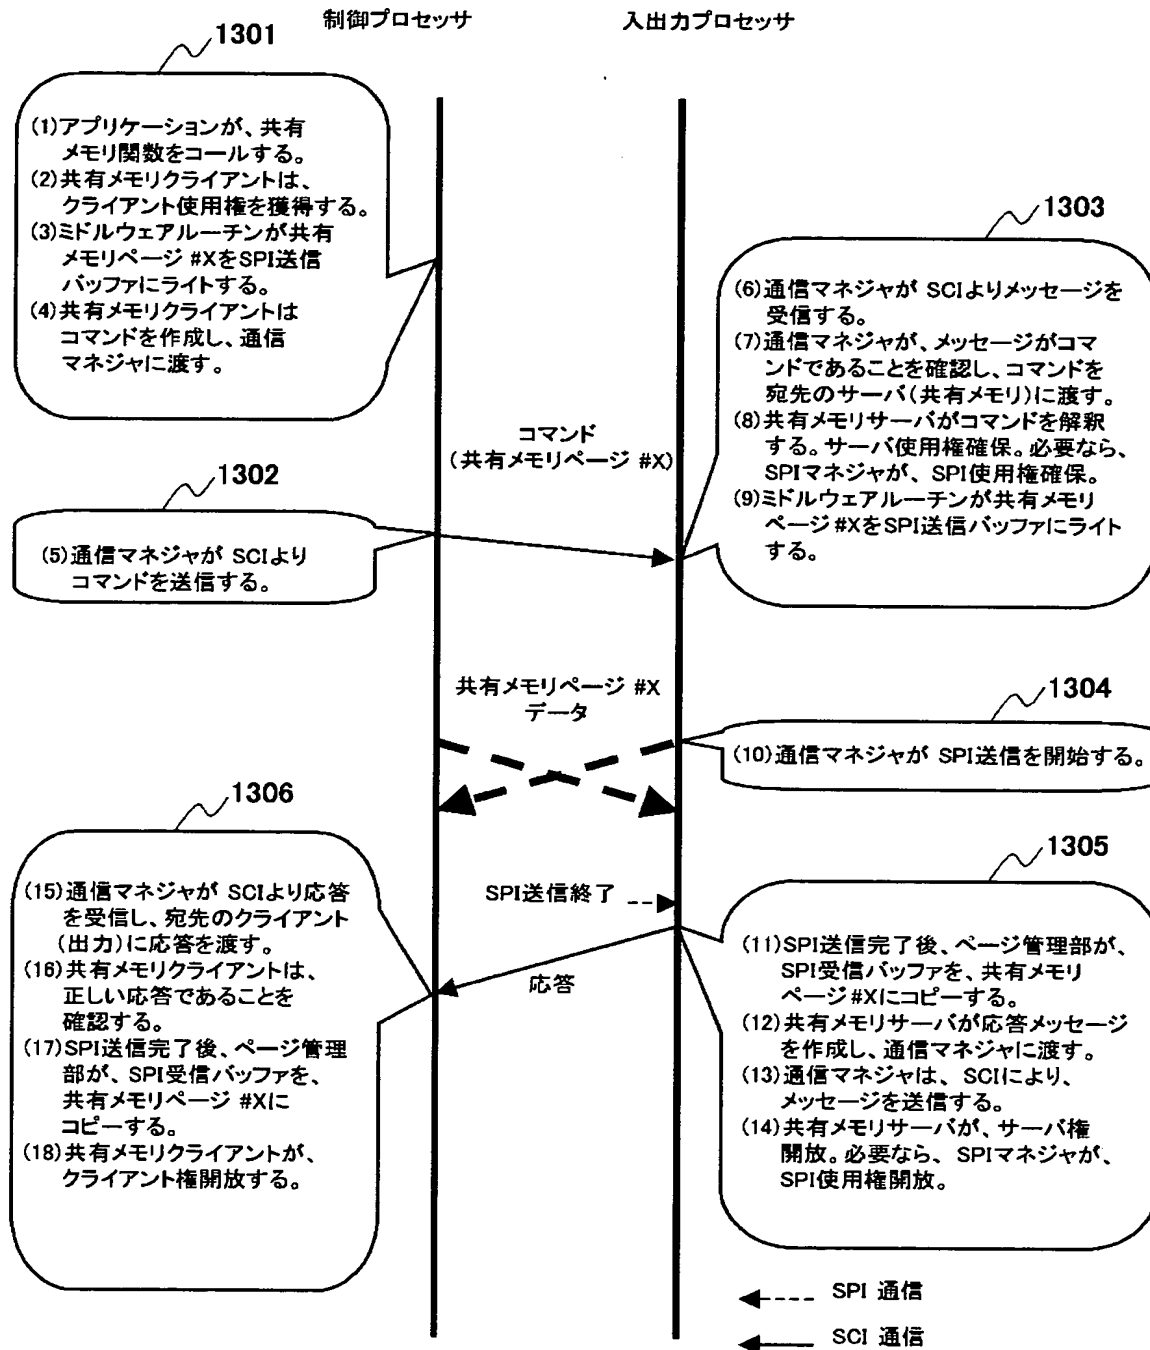 制御プロセッサ
入出力プロセッサ
1301
(1)アプリケーションが、共有
メモリ関数をコールする。
(2)共有メモリクライアントは、
クライアント使用権を獲得する。
(3)ミドルウェアルーチンが共有
メモリページ #XをSPI送信
バッファにライトする。
(4)共有メモリクライアントは
コマンドを作成し、通信
マネジャに渡す。
1303
(6)通信マネジャが SCIよりメッセージを
受信する。
(7)通信マネジャが、メッセージがコマ
ンドであることを確認し、コマンドを
宛先のサーバ(共有メモリ)に渡す。
(8)共有メモリサーバがコマンドを解釈
する。サーバ使用権確保。必要なら、
SPIマネジャが、SPI使用権確保。
(9)ミドルウェアルーチンが共有メモリ
ページ #XをSPI送信バッファにライト
する。
コマンド
(共有メモリページ #X)
1302
(5)通信マネジャが SCIより
コマンドを送信する。
共有メモリページ #X
データ
1304
(10)通信マネジャが SPI送信を開始する。
1306
(15)通信マネジャが SCIより応答
を受信し、宛先のクライアント
(出力)に応答を渡す。
(16)共有メモリクライアントは、
正しい応答であることを
確認する。
(17)SPI送信完了後、ページ管理
部が、SPI受信バッファを、
共有メモリページ #Xに
コピーする。
(18)共有メモリクライアントが、
クライアント権開放する。
SPI送信終了
応答
1305
(11)SPI送信完了後、ページ管理部が、
SPI受信バッファを、共有メモリ
ページ#Xにコピーする。
(12)共有メモリサーバが応答メッセージ
を作成し、通信マネジャに渡す。
(13)通信マネジャは、SCIにより、
メッセージを送信する。
(14)共有メモリサーバが、サーバ権
開放。必要なら、SPIマネジャが、
SPI使用権開放。
SPI 通信
SCI 通信